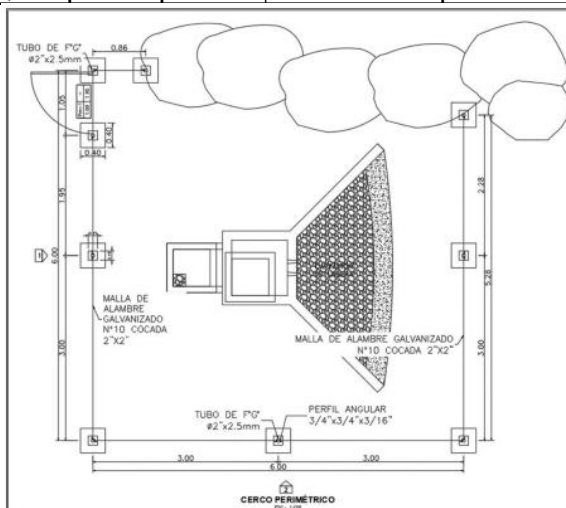 TUBO DE F°G°
ø2"x2.5mm
0.86
1.05
0.40
0.40
1.95
6.00
3.00
2.28
5.28
3.00
1
MALLA DE
ALAMBRE
GALVANIZADO
N°10 COCADA
2"X2"
MALLA DE ALAMBRE GALVANIZADO
N°10 COCADA 2"X2"
TUBO DE F°G°
ø2"x2.5mm
PERFIL ANGULAR
3/4"x3/4"x3/16"
3.00
3.00
6.00
2
CERCO PERIMÉTRICO